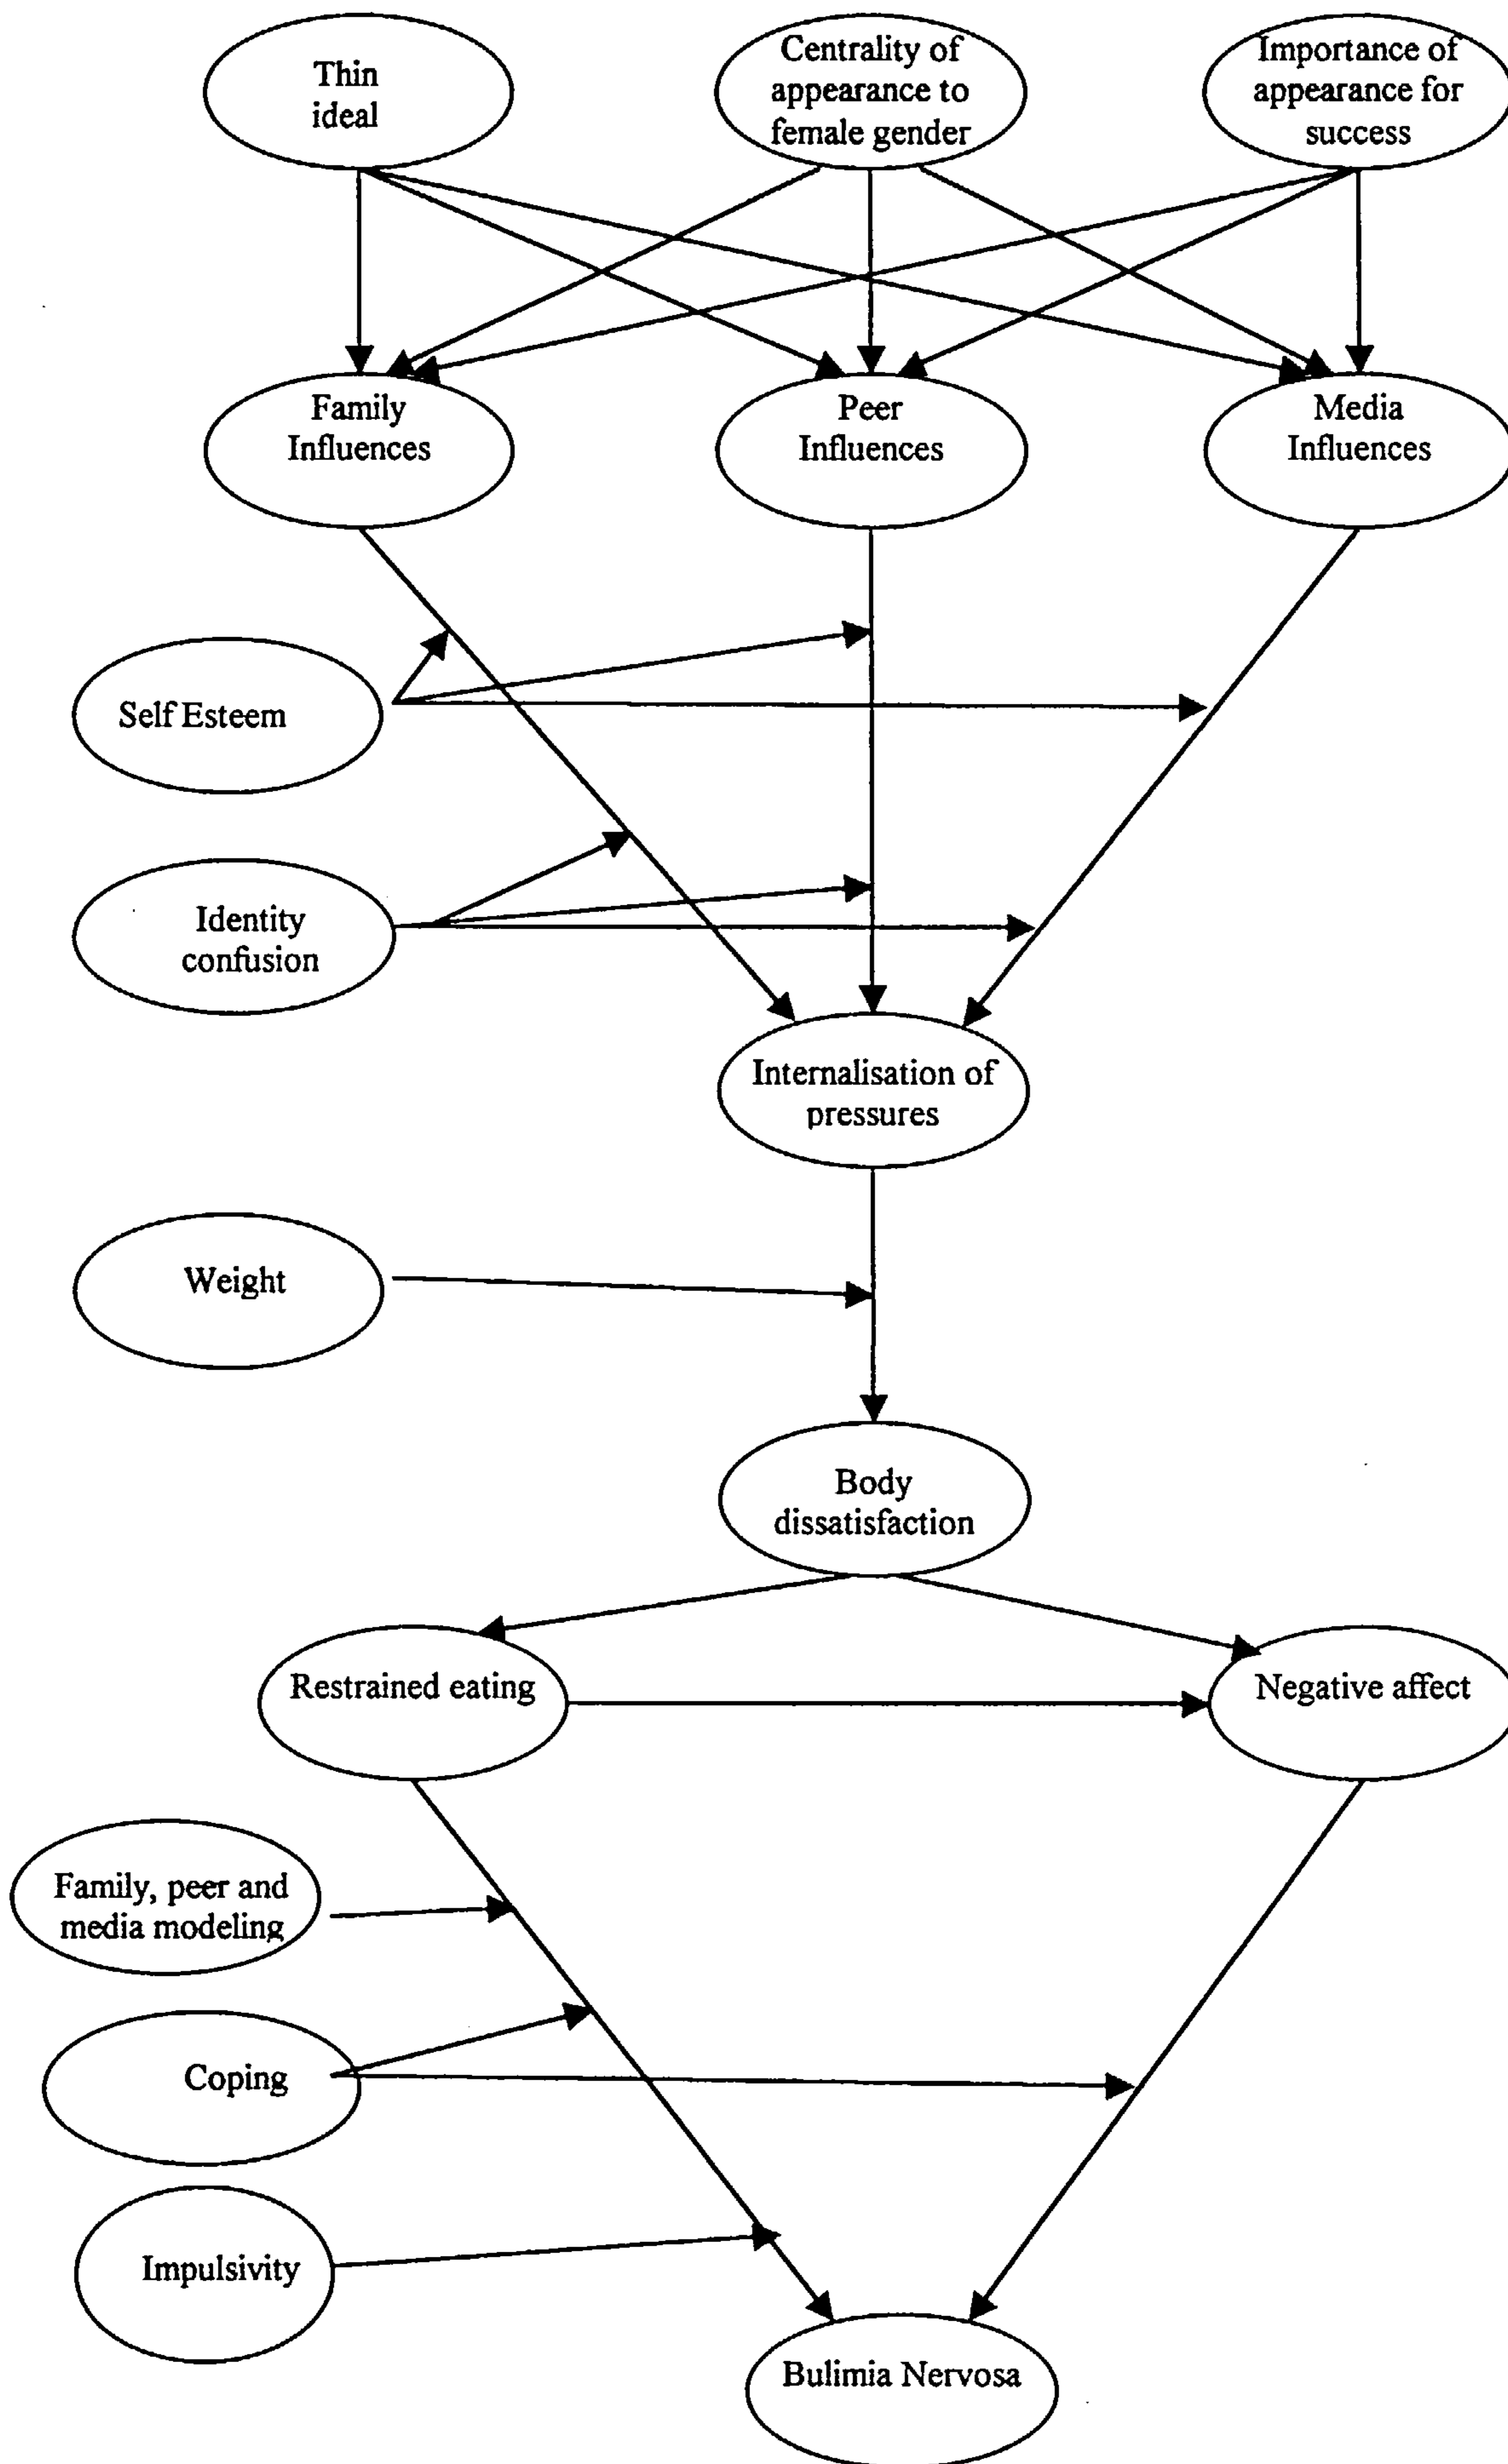 Thin
ideal
Centrality of
appearance to
female gender
Importance of
appearance for
success
Family
Influences
Peer
Influences
Media
Influences
Self Esteem
Identity
confusion
Internalisation of
pressures
Weight
Body
dissatisfaction
Restrained eating
Negative affect
Family, peer and
media modeling
Coping
Impulsivity
Bulimia Nervosa